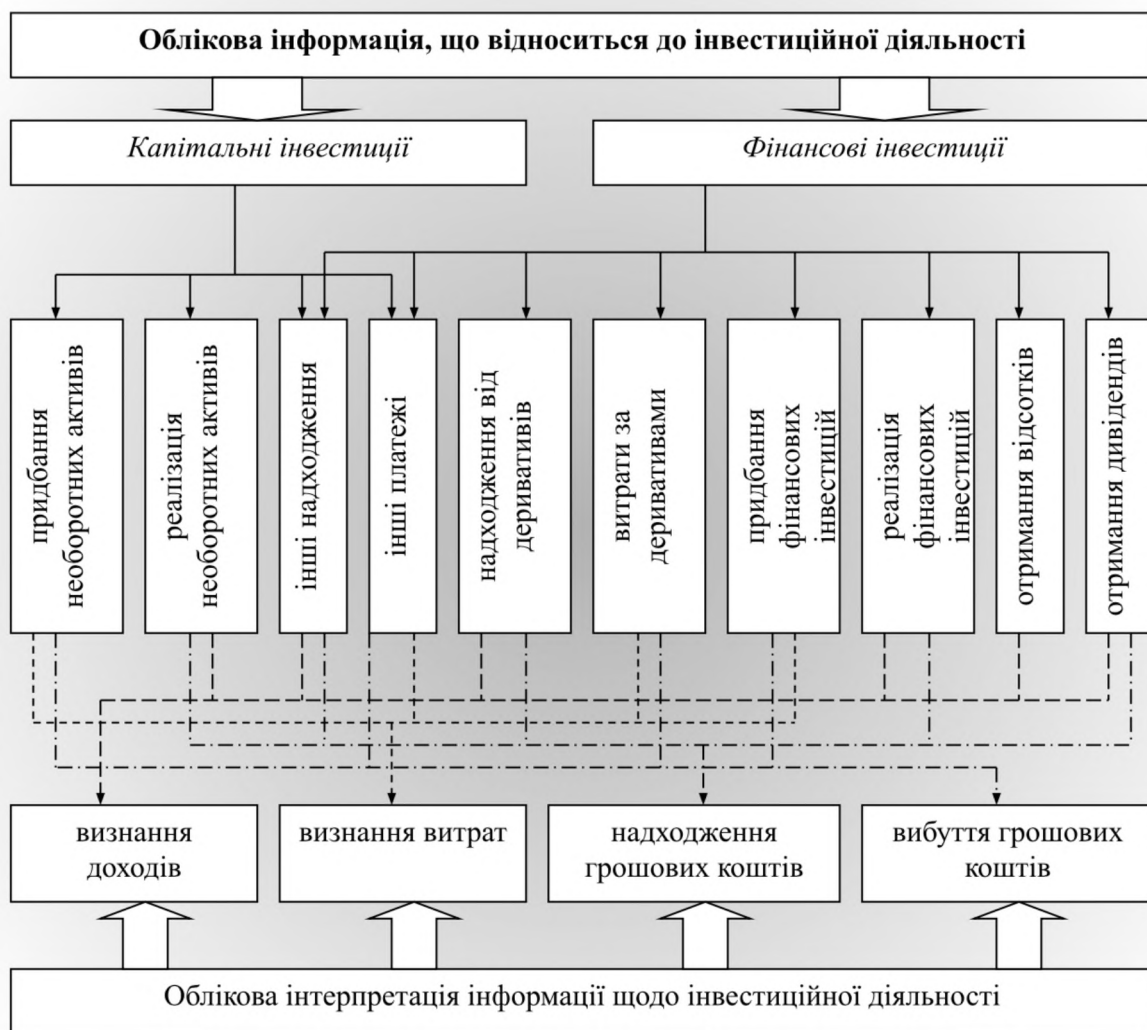 Облікова інформація, що відноситься до інвестиційної діяльності
Капітальні інвестиції
Фінансові інвестиції
придбання
необоротних активів
реалізація
необоротних активів
інші надходження
інші платежі
надходження від
деривативів
витрати за
деривативами
придбання
фінансових
інвестицій
реалізація
фінансових
інвестицій
отримання відсотків
отримання дивідендів
визнання
доходів
визнання витрат
надходження
грошових коштів
вибуття грошових
коштів
Облікова інтерпретація інформації щодо інвестиційної діяльності